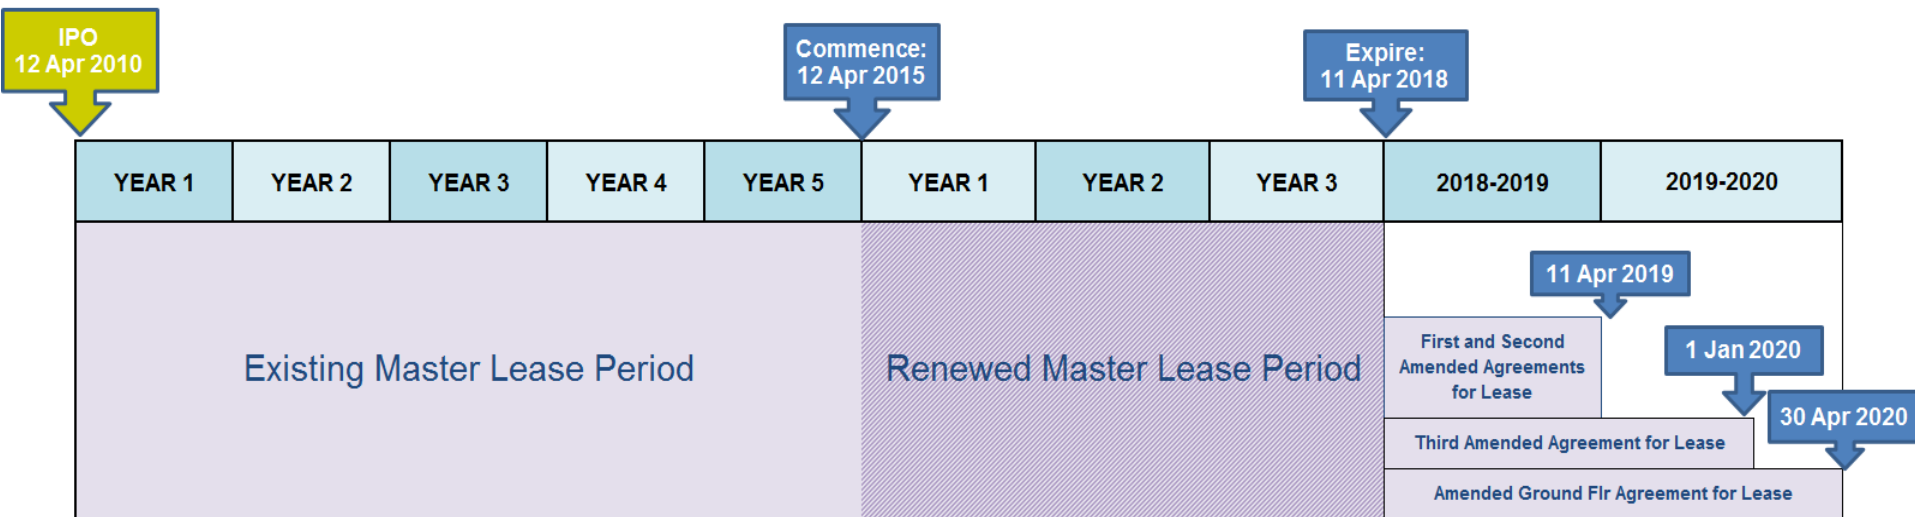 IPO
12 Apr 2010
Commence:
12 Apr 2015
Expire:
11 Apr 2018
YEAR 1
YEAR 2
YEAR 3
YEAR 4
YEAR 5
YEAR 1
YEAR 2
YEAR 3
2018-2019
2019-2020
Existing Master Lease Period
Renewed Master Lease Period
11 Apr 2019
First and Second
Amended Agreements
for Lease
1 Jan 2020
30 Apr 2020
Third Amended Agreement for Lease
Amended Ground Flr Agreement for Lease